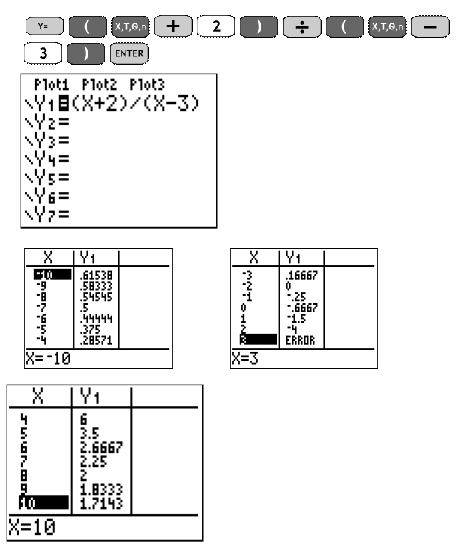 Y= ( X,T,Θ,n + 2 ) ÷ ( X,T,Θ,n −
3 ) ENTER
Plot1 Plot2 Plot3
\Y1=(X+2)/(X-3)
\Y2=
\Y3=
\Y4=
\Y5=
\Y6=
\Y7=
X Y1
-10 .61538
-9 .58333
-8 .54545
-7 .5
-6 .44444
-5 .375
-4 .28571
X=-10
X Y1
-3 .16667
-2 0
-1 -.25
0 -.6667
1 -1.5
2 -4
3 ERROR
X=3
X Y1
4 6
5 3.5
6 2.6667
7 2.25
8 2
9 1.8333
10 1.7143
X=10